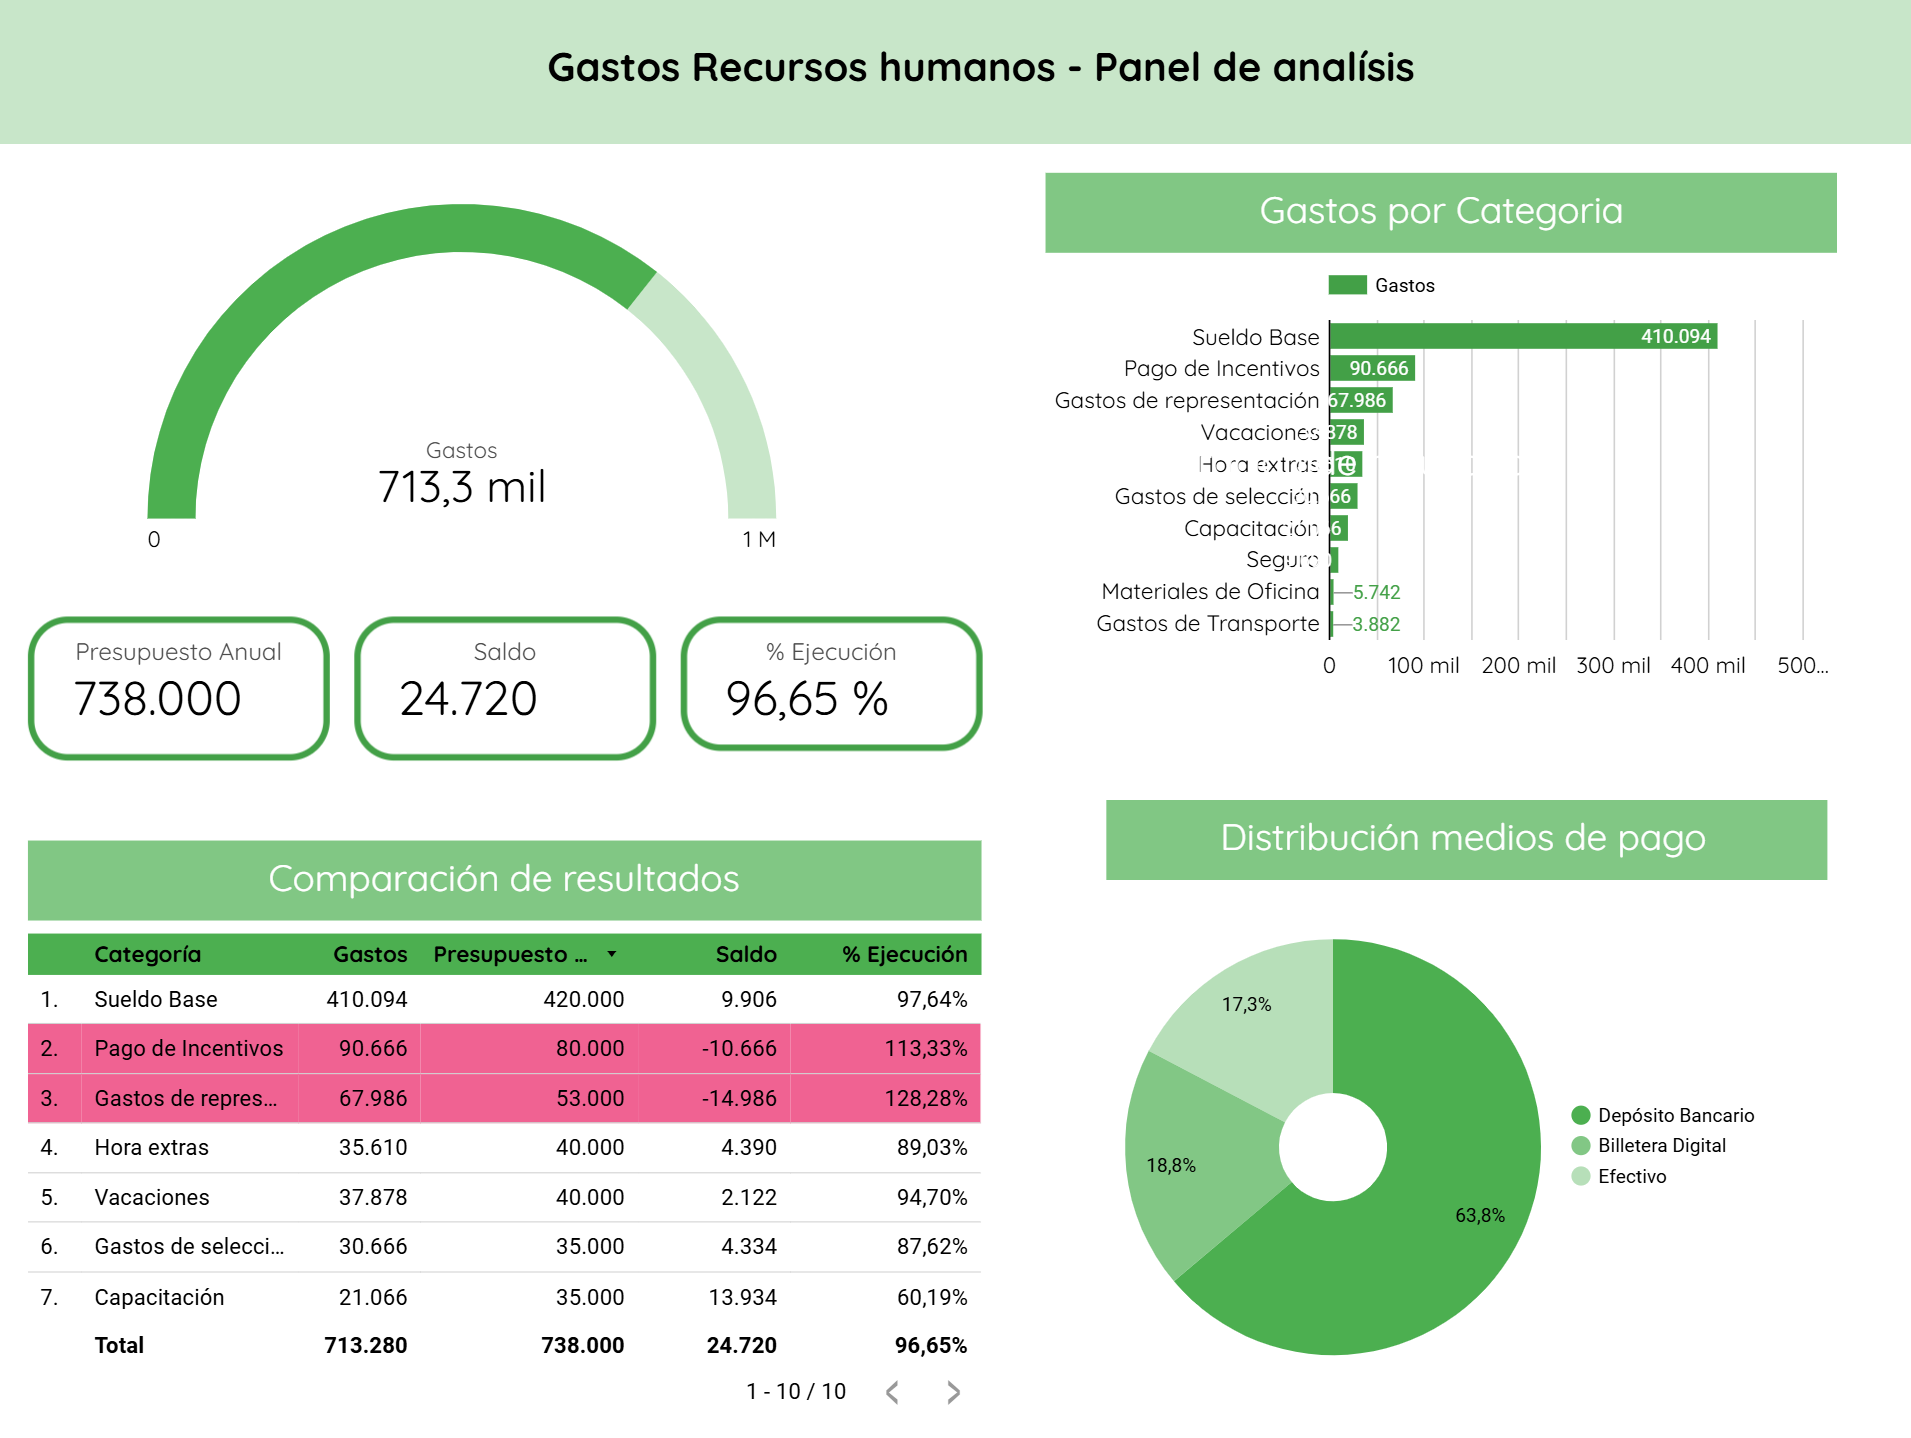 Gastos Recursos humanos - Panel de analísis
Gastos
713,3 mil
0
1 M
Presupuesto Anual
738.000
Saldo
24.720
% Ejecución
96,65 %
Gastos por Categoria
Gastos
Sueldo Base 410.094
Pago de Incentivos 90.666
Gastos de representación 67.986
Vacaciones
Hora extras
Gastos de selección
Capacitación
Seguro
Materiales de Oficina 5.742
Gastos de Transporte 3.882
0 100 mil 200 mil 300 mil 400 mil 500...
Comparación de resultados
Categoría Gastos Presupuesto ... Saldo % Ejecución
1. Sueldo Base 410.094 420.000 9.906 97,64%
2. Pago de Incentivos 90.666 80.000 -10.666 113,33%
3. Gastos de repres... 67.986 53.000 -14.986 128,28%
4. Hora extras 35.610 40.000 4.390 89,03%
5. Vacaciones 37.878 40.000 2.122 94,70%
6. Gastos de selecci... 30.666 35.000 4.334 87,62%
7. Capacitación 21.066 35.000 13.934 60,19%
Total 713.280 738.000 24.720 96,65%
1 - 10 / 10
Distribución medios de pago
17,3%
18,8%
63,8%
Depósito Bancario
Billetera Digital
Efectivo